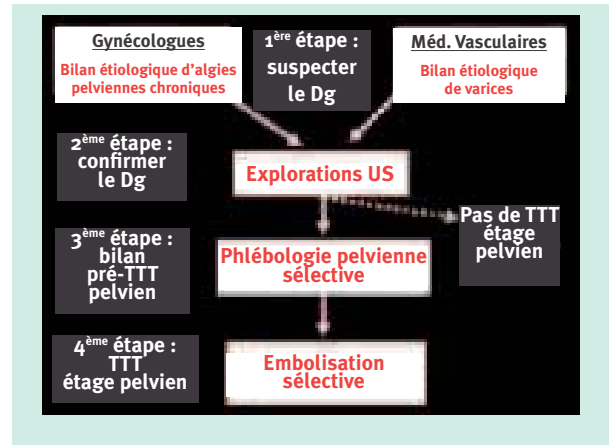 Gynécologues
Bilan étiologique d'algies
pelviennes chroniques
1ère étape :
suspecter
le Dg
Méd. Vasculaires
Bilan étiologique
de varices
2ème étape :
confirmer
le Dg
Explorations US
Pas de TTT
étage
pelvien
3ème étape :
bilan
pré-TTT
pelvien
Phlébologie pelvienne
sélective
4ème étape :
TTT
étage pelvien
Embolisation
sélective